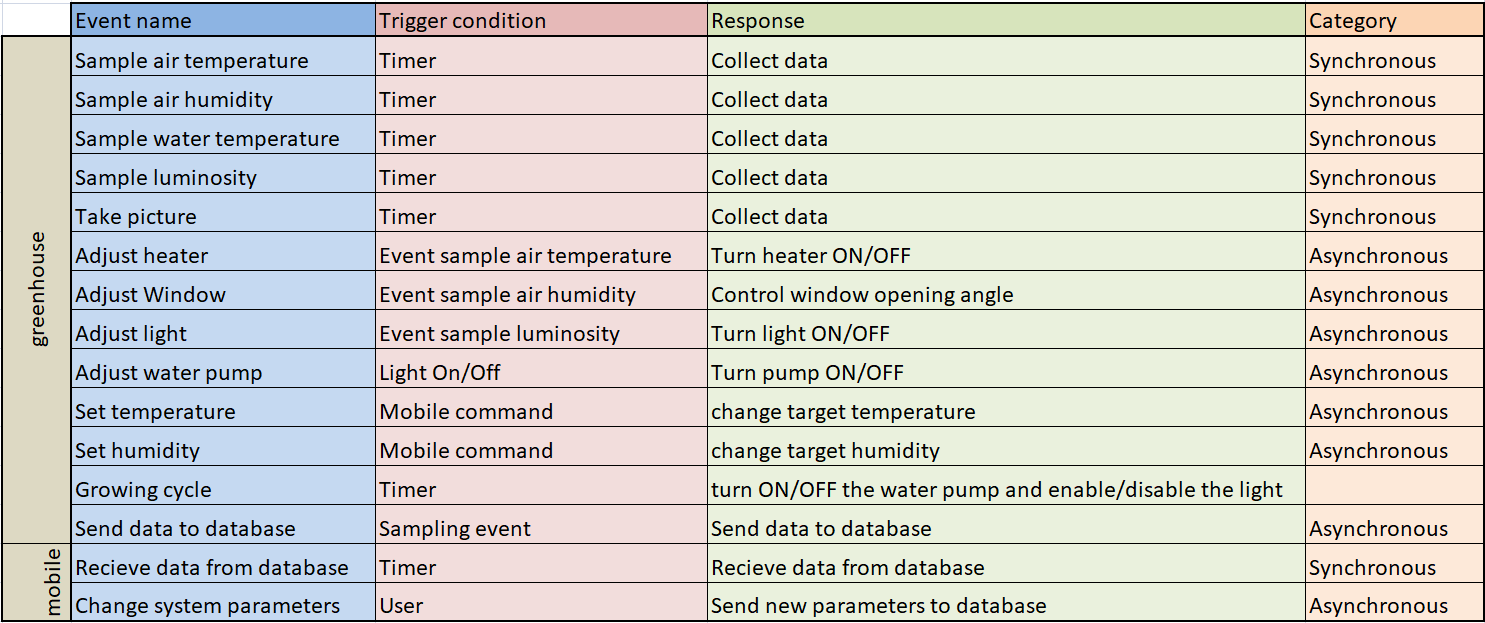 Event name Trigger condition Response Category
greenhouse
Sample air temperature Timer Collect data Synchronous
Sample air humidity Timer Collect data Synchronous
Sample water temperature Timer Collect data Synchronous
Sample luminosity Timer Collect data Synchronous
Take picture Timer Collect data Synchronous
Adjust heater Event sample air temperature Turn heater ON/OFF Asynchronous
Adjust Window Event sample air humidity Control window opening angle Asynchronous
Adjust light Event sample luminosity Turn light ON/OFF Asynchronous
Adjust water pump Light On/Off Turn pump ON/OFF Asynchronous
Set temperature Mobile command change target temperature Asynchronous
Set humidity Mobile command change target humidity Asynchronous
Growing cycle Timer turn ON/OFF the water pump and enable/disable the light
Send data to database Sampling event Send data to database Asynchronous
mobile
Recieve data from database Timer Recieve data from database Synchronous
Change system parameters User Send new parameters to database Asynchronous